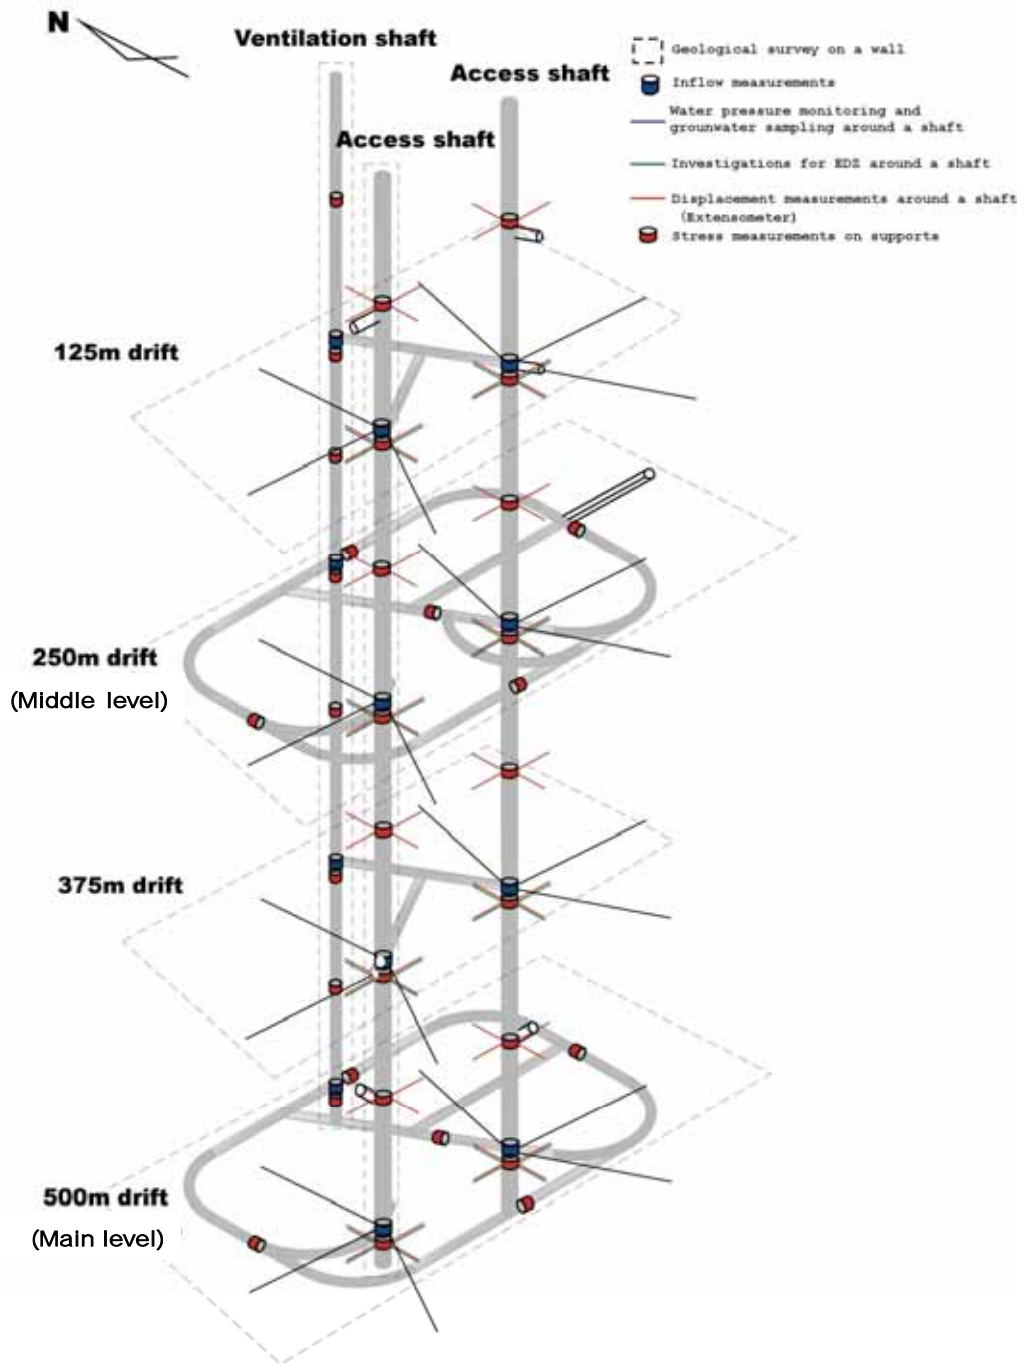 N
Ventilation shaft
Access shaft
Access shaft
Geological survey on a wall
Inflow measurements
Water pressure monitoring and
grounwater sampling around a shaft
Investigations for EDZ around a shaft
Displacement measurements around a shaft
(Extensometer)
Stress measurements on supports
125m drift
250m drift
(Middle level)
375m drift
500m drift
(Main level)